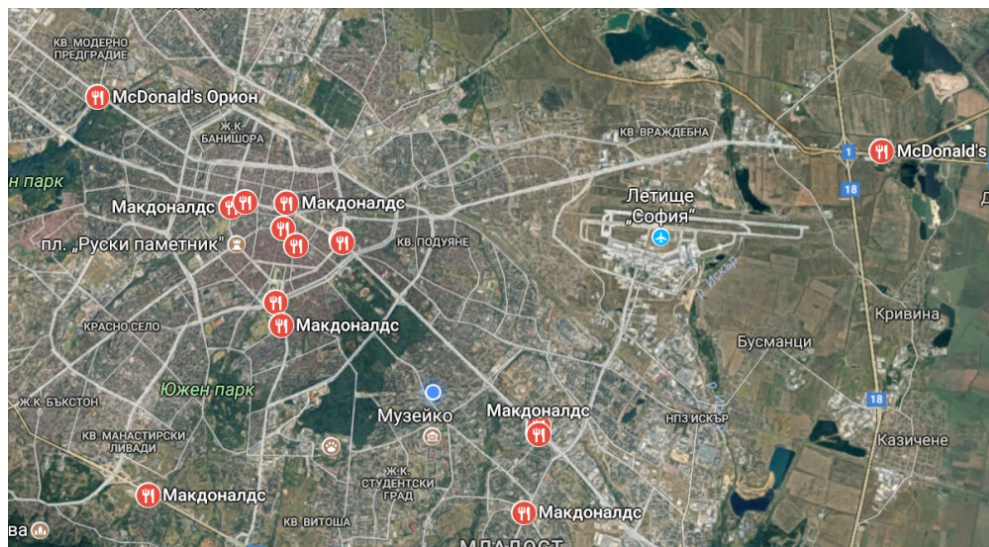 КВ. МОДЕРНО
ПРЕДГРАДИЕ
McDonald's Орион
Ж.К.
БАНИШОРА
КВ. ВРАЖДЕБНА
1
McDonald's
н парк
18
Летище
„София“
Макдоналдс
Макдоналдс
пл. „Руски паметник“
КВ. ПОДУЯНЕ
р. Искър
Кривина
КРАСНО СЕЛО
Макдоналдс
Бусманци
Южен парк
Ж.К. БЪКСТОН
Музейко
Макдоналдс
НПЗ ИСКЪР
18
КВ. МАНАСТИРСКИ
ЛИВАДИ
Казичене
Ж.К.
СТУДЕНТСКИ
ГРАД
Макдоналдс
Макдоналдс
КВ. ВИТОША
ва
МЛАДОСТ